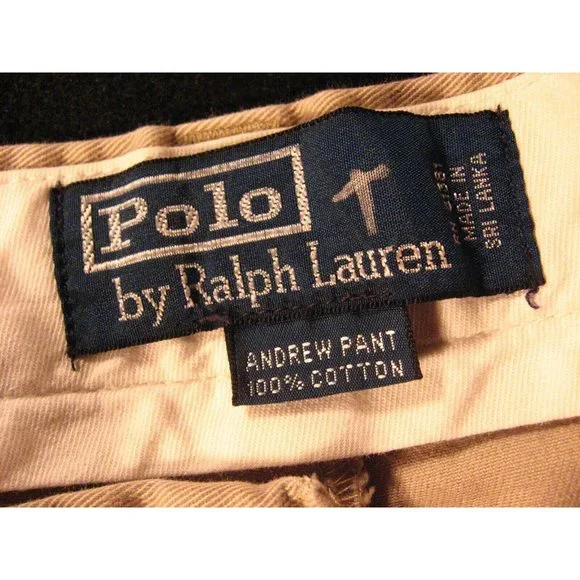 Polo
by Ralph Lauren
MADE IN
SRI LANKA
ANDREW PANT
100% COTTON